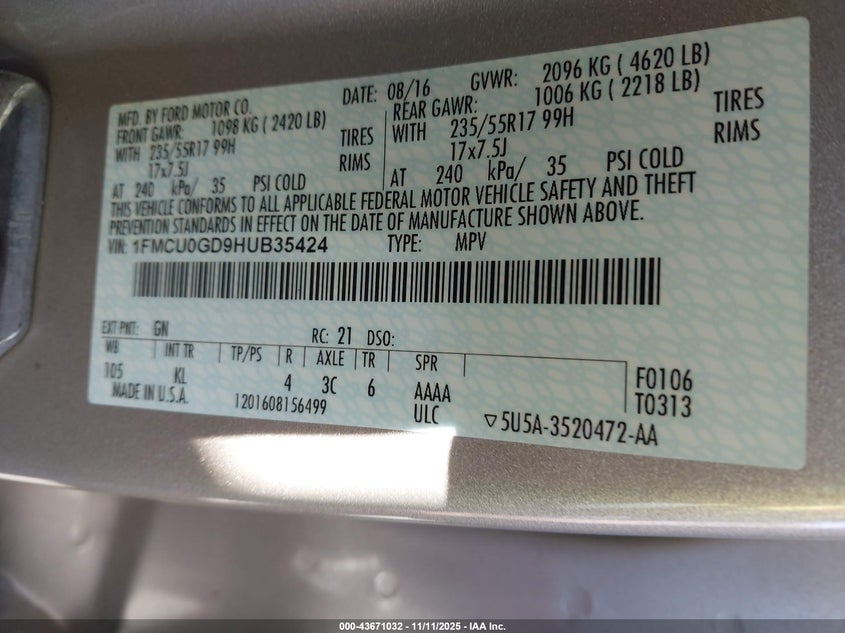 MFD. BY FORD MOTOR CO.
DATE: 08/16 GVWR: 2096 KG ( 4620 LB)
FRONT GAWR: 1098 KG ( 2420 LB) REAR GAWR: 1006 KG ( 2218 LB)
WITH 235/55R17 99H TIRES WITH 235/55R17 99H TIRES
17x7.5J RIMS 17x7.5J RIMS
AT 240 kPa/ 35 PSI COLD AT 240 kPa/ 35 PSI COLD
THIS VEHICLE CONFORMS TO ALL APPLICABLE FEDERAL MOTOR VEHICLE SAFETY AND THEFT
PREVENTION STANDARDS IN EFFECT ON THE DATE OF MANUFACTURE SHOWN ABOVE.
VIN: 1FMCU0GD9HUB35424 TYPE: MPV
EXT PNT: GN RC: 21 DSO:
WB INT TR TP/PS R AXLE TR SPR
105 KL 4 3C 6 AAAA F0106
MADE IN U.S.A. 1201608156499 ULC T0313
▽5U5A-3520472-AA
000-43671032 - 11/11/2025 - IAA Inc.